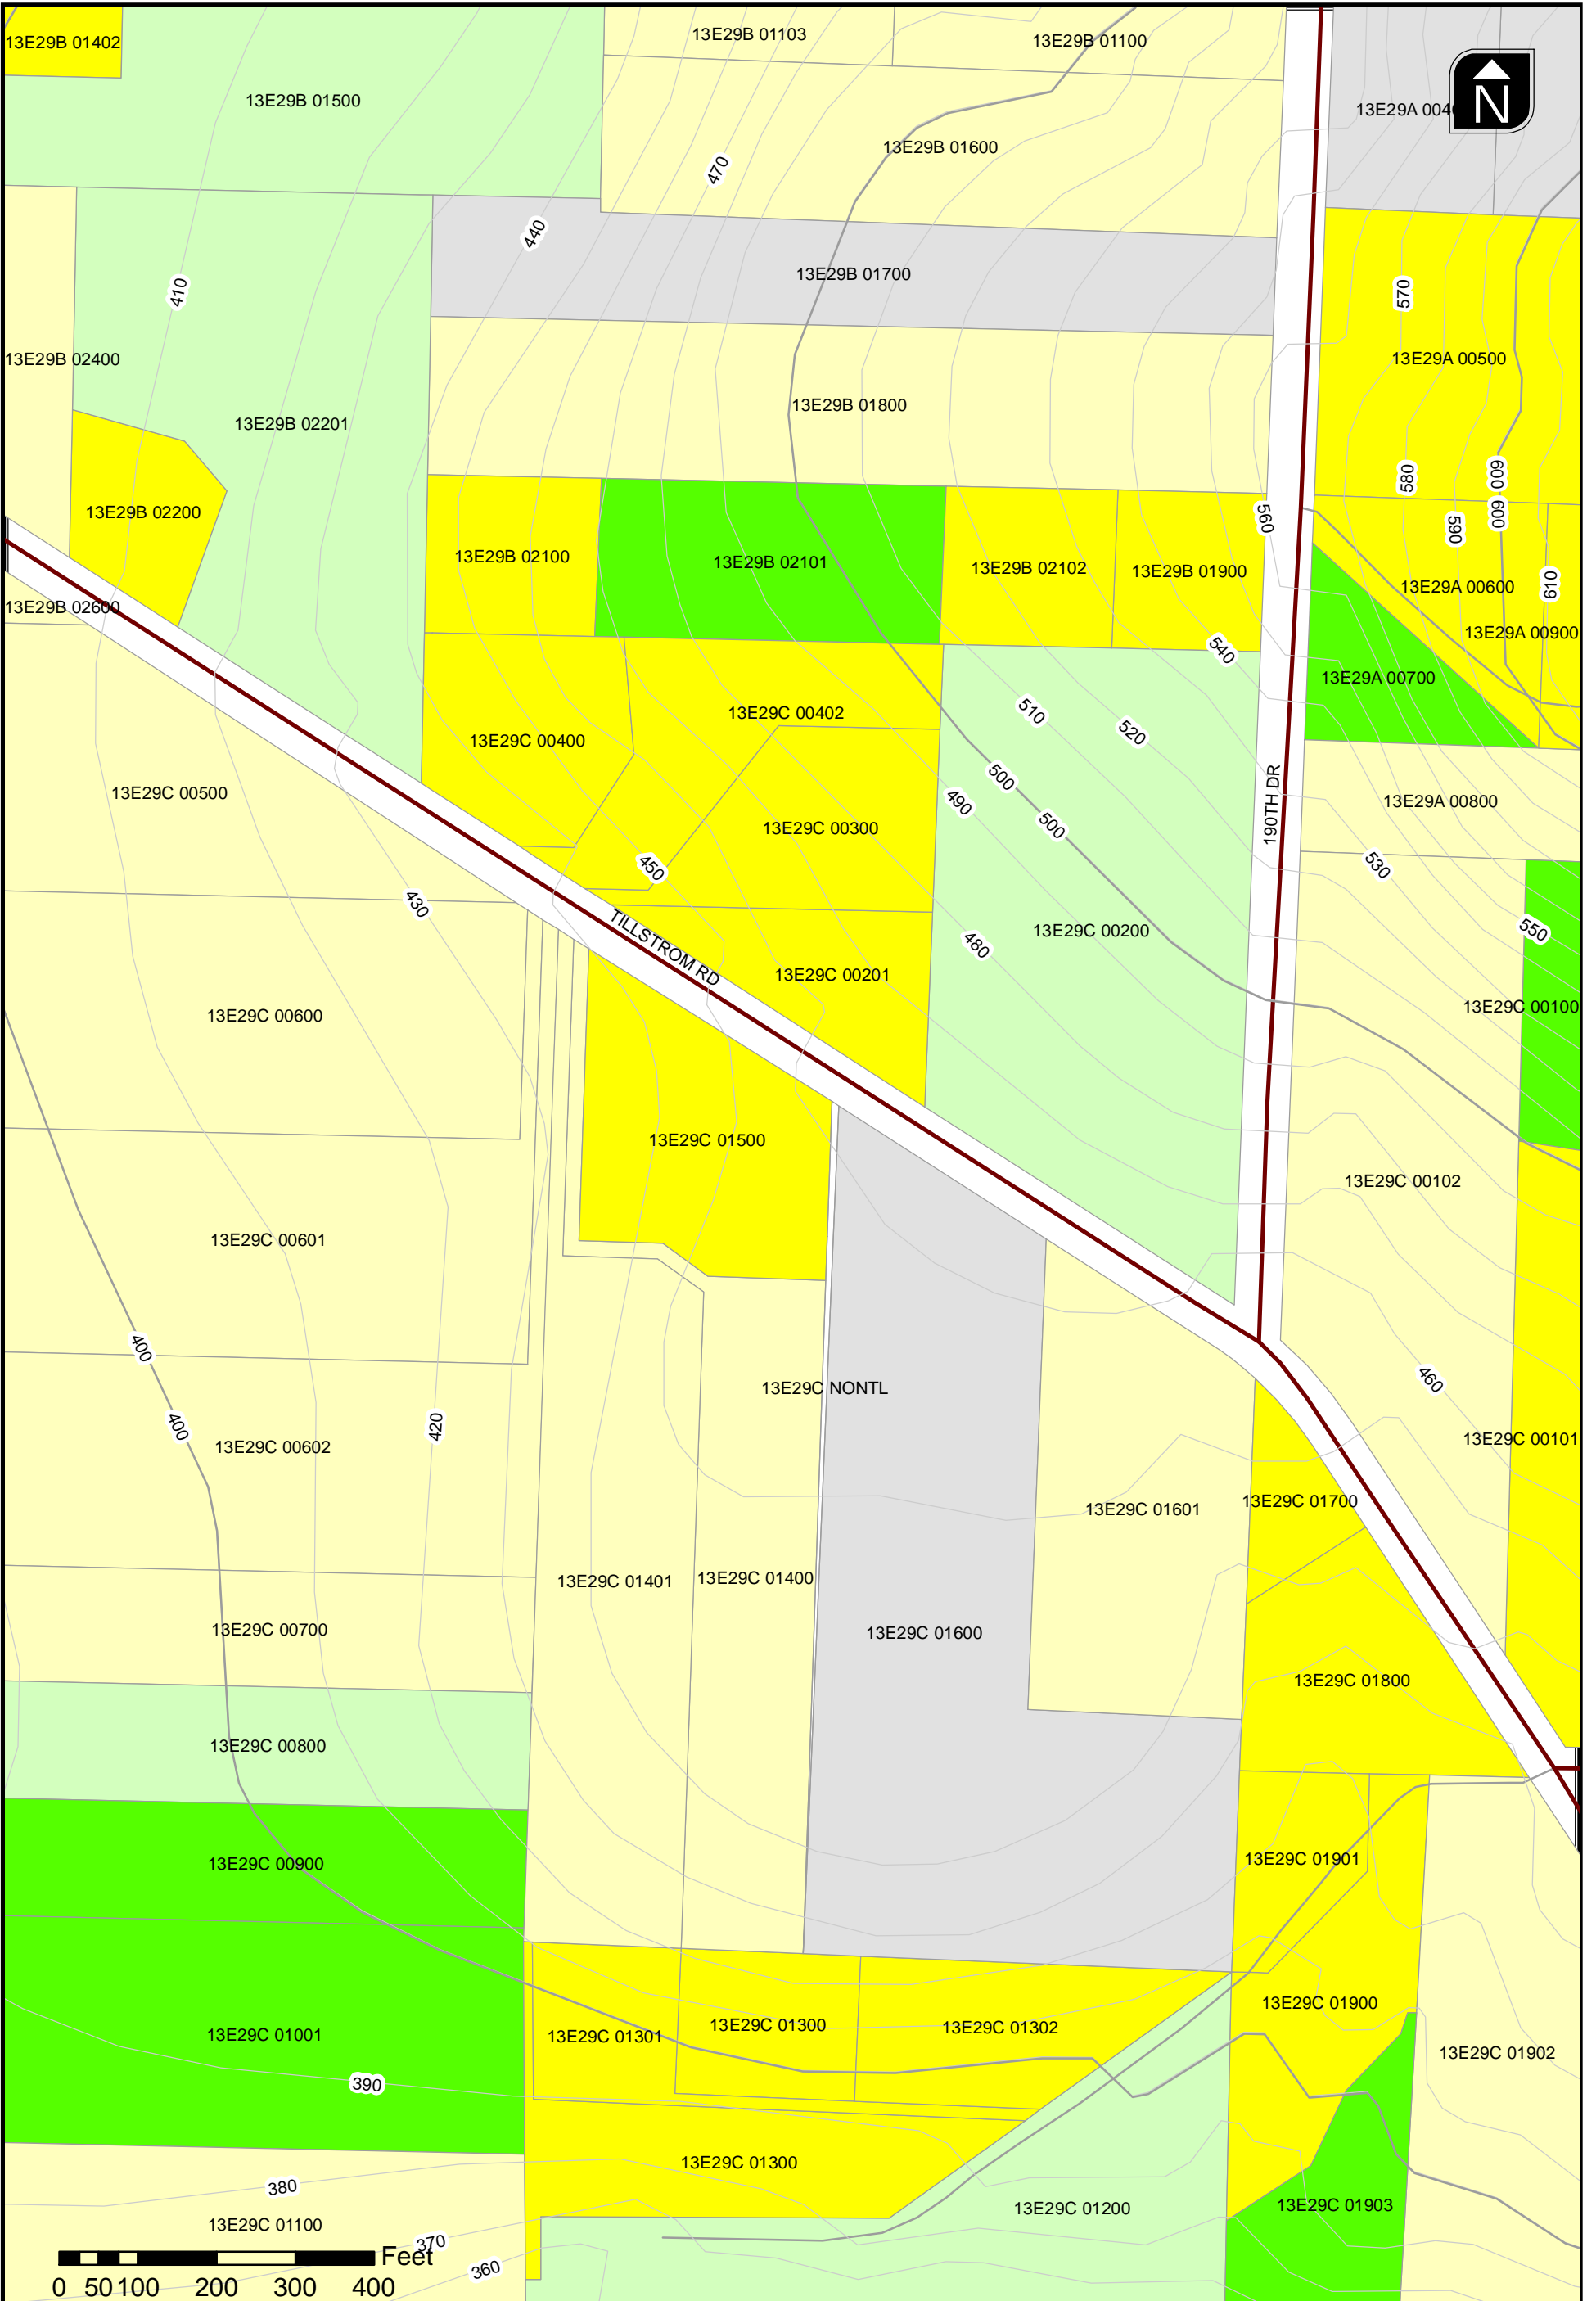 13E29B 01402
13E29B 01103
13E29B 01100
13E29B 01500
13E29A 004
N
13E29B 01600
470
440
13E29B 01700
410
570
13E29B 02400
13E29A 00500
13E29B 01800
13E29B 02201
580
600
13E29B 02200
600
560
590
13E29B 02100
13E29B 02101
13E29B 02102
13E29B 01900
13E29A 00600
610
13E29B 02600
13E29A 00900
540
13E29A 00700
510
13E29C 00402
520
13E29C 00400
500
13E29C 00500
490
190TH DR
13E29A 00800
13E29C 00300
500
450
530
430
TILLSTROM RD
13E29C 00200
550
480
13E29C 00201
13E29C 00100
13E29C 00600
13E29C 01500
13E29C 00102
13E29C 00601
400
460
13E29C NONTL
400
420
13E29C 00602
13E29C 00101
13E29C 01700
13E29C 01601
13E29C 01401
13E29C 01400
13E29C 00700
13E29C 01600
13E29C 01800
13E29C 00800
13E29C 00900
13E29C 01901
13E29C 01900
13E29C 01300
13E29C 01302
13E29C 01001
13E29C 01301
13E29C 01902
390
13E29C 01300
380
13E29C 01903
13E29C 01200
13E29C 01100
370
Feet
360
0 50 100 200 300 400